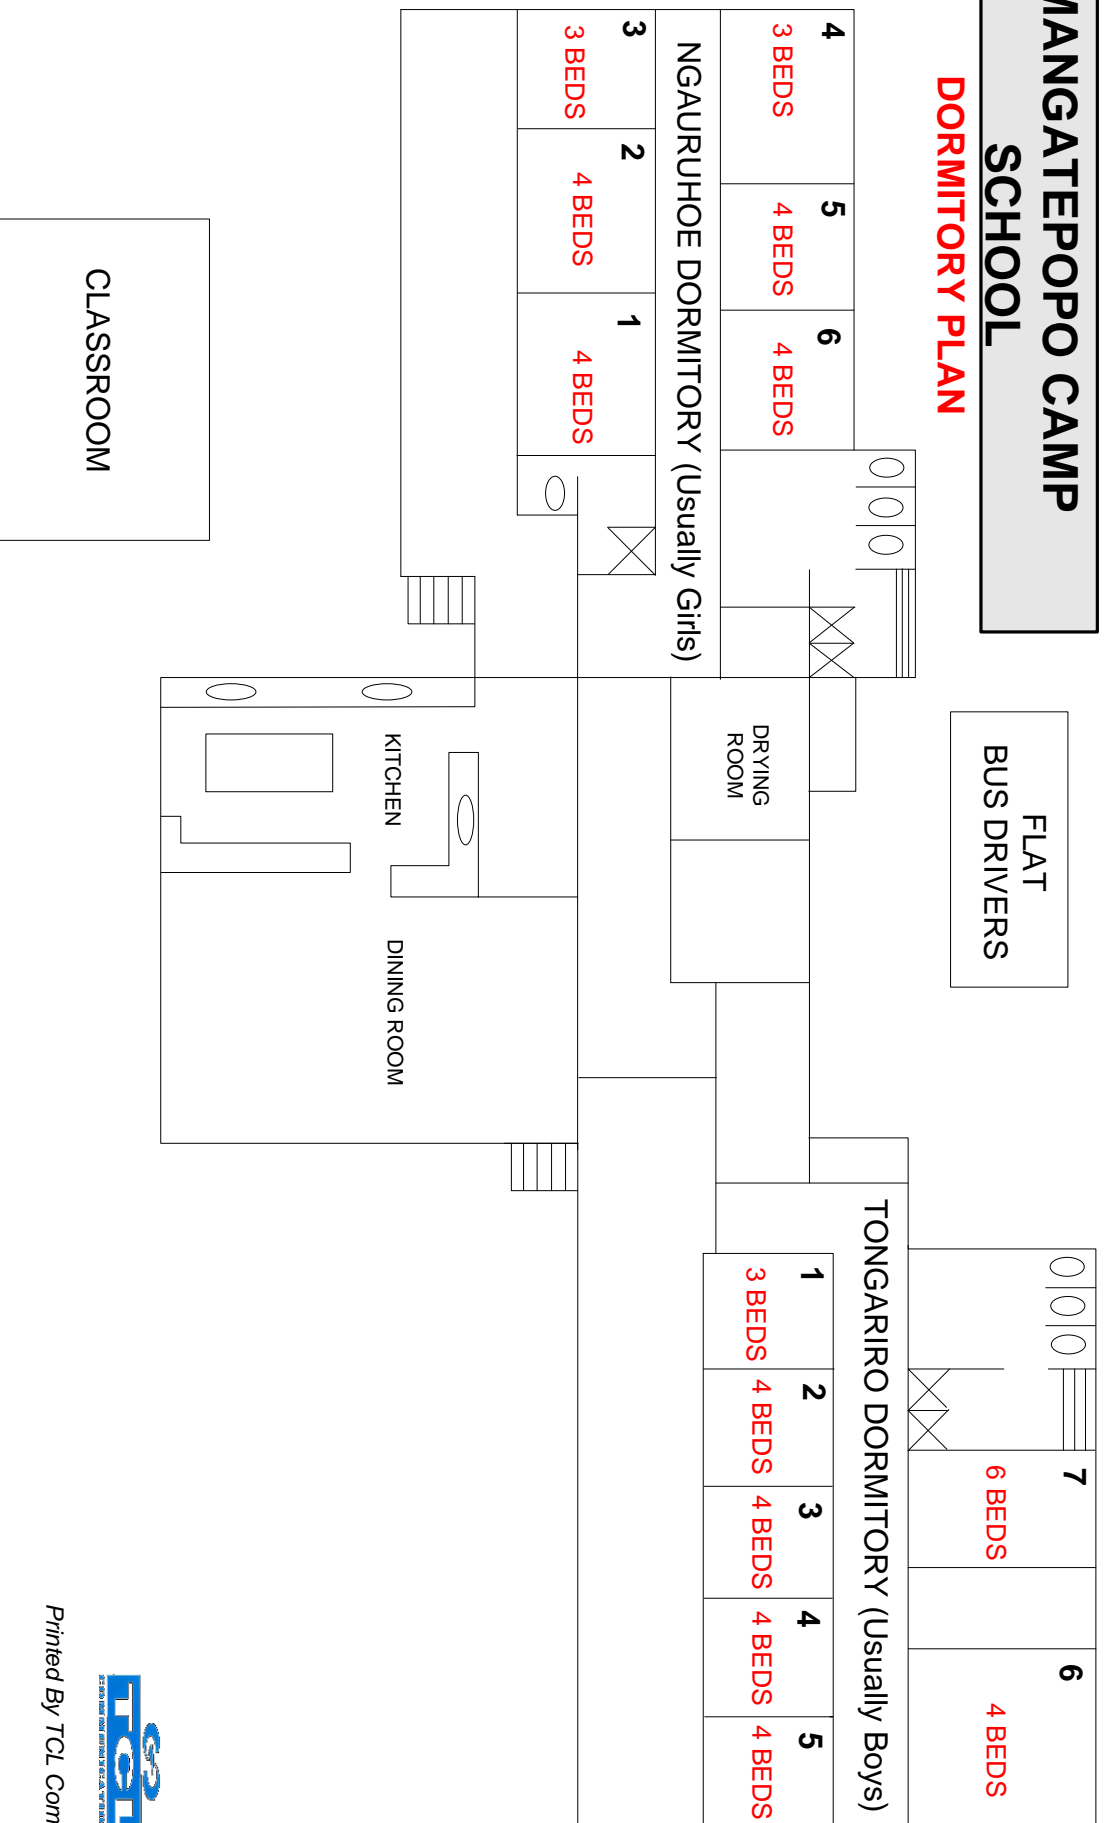 MANGATEPOPO CAMP
SCHOOL
DORMITORY PLAN
FLAT
BUS DRIVERS
4
3 BEDS
5
4 BEDS
6
4 BEDS
NGAURUHOE DORMITORY (Usually Girls)
3
3 BEDS
2
4 BEDS
1
4 BEDS
DRYING
ROOM
KITCHEN
DINING ROOM
CLASSROOM
7
6 BEDS
6
4 BEDS
TONGARIRO DORMITORY (Usually Boys)
1
3 BEDS
2
4 BEDS
3
4 BEDS
4
4 BEDS
5
4 BEDS
Printed By TCL Com